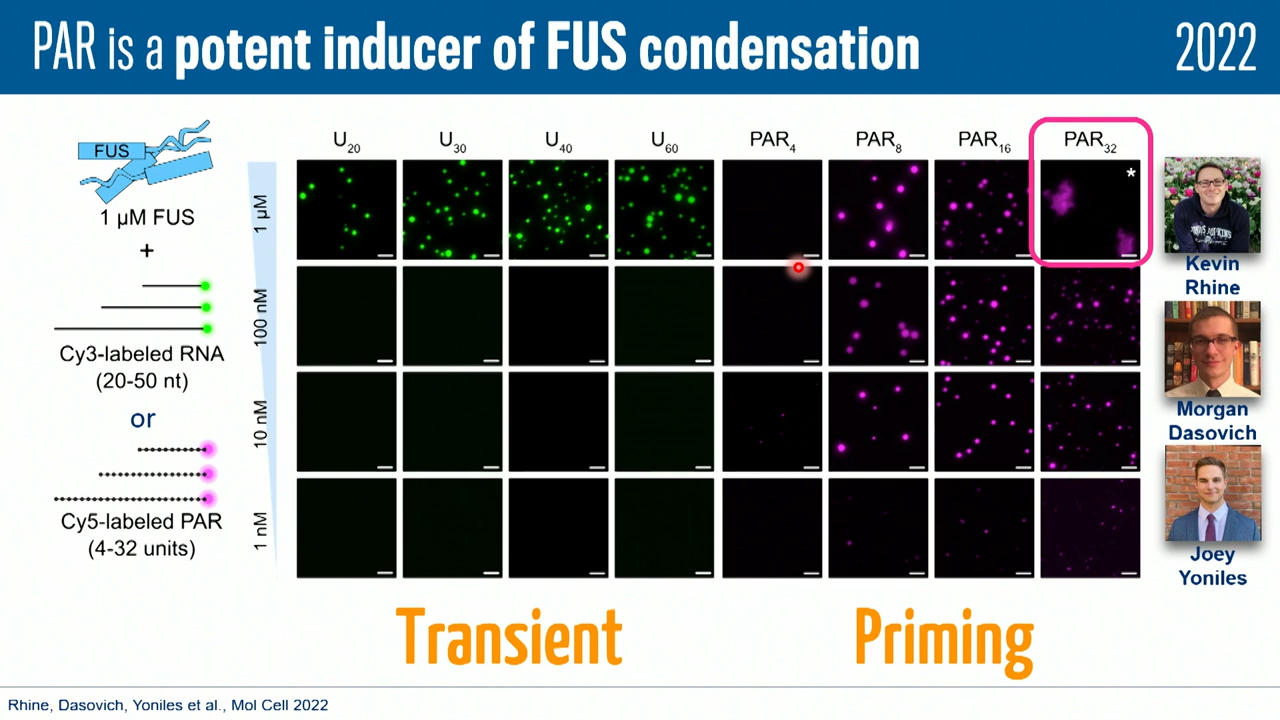 PAR is a potent inducer of FUS condensation
2022
FUS
1 µM FUS
+
Cy3-labeled RNA
(20-50 nt)
or
Cy5-labeled PAR
(4-32 units)
U20
U30
U40
U60
PAR4
PAR8
PAR16
PAR32
*
1 µM
100 nM
10 nM
1 nM
Kevin
Rhine
Morgan
Dasovich
Joey
Yoniles
Transient
Priming
Rhine, Dasovich, Yoniles et al., Mol Cell 2022